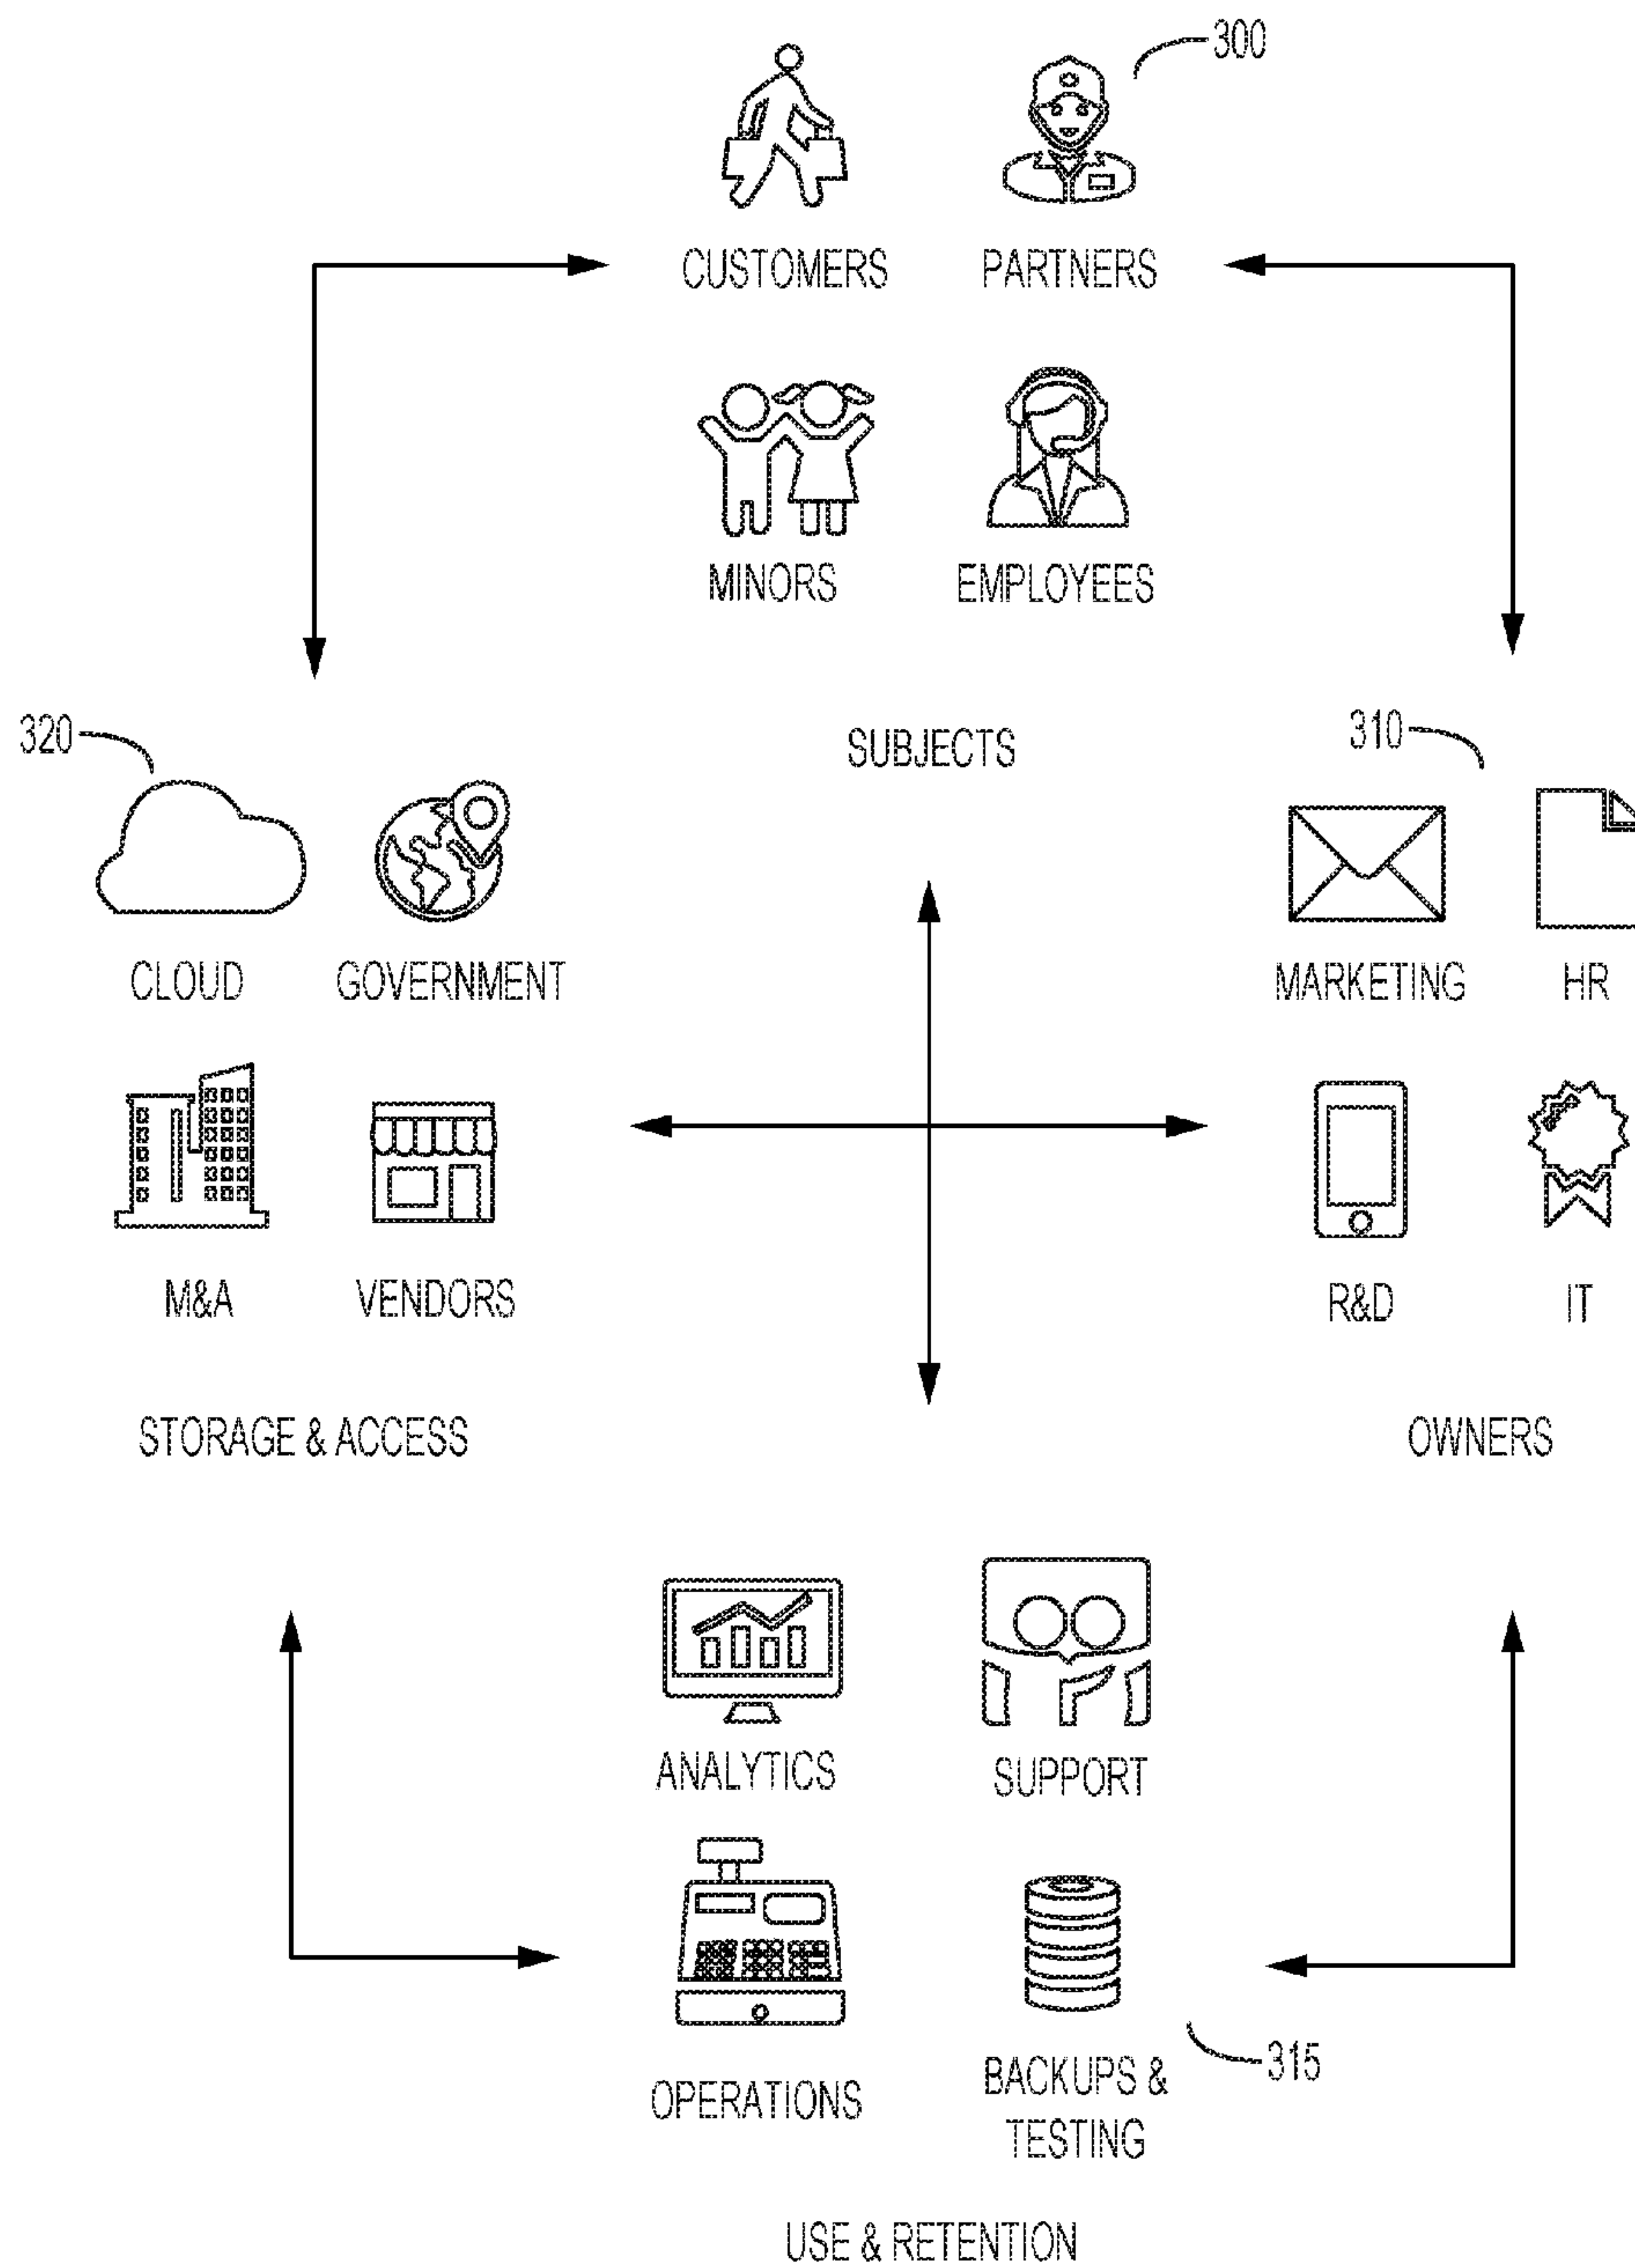 300
CUSTOMERS PARTNERS
MINORS EMPLOYEES
SUBJECTS
320
CLOUD GOVERNMENT
M&A VENDORS
STORAGE & ACCESS
310
MARKETING HR
R&D IT
OWNERS
ANALYTICS SUPPORT
OPERATIONS BACKUPS &
TESTING
315
USE & RETENTION